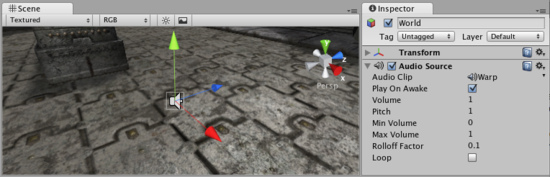 Scene
Textured
RGB
z
x
Persp
Inspector
World
Tag Untagged Layer Default
Transform
Audio Source
Audio Clip Warp
Play On Awake
Volume 1
Pitch 1
Min Volume 0
Max Volume 1
Rolloff Factor 0.1
Loop